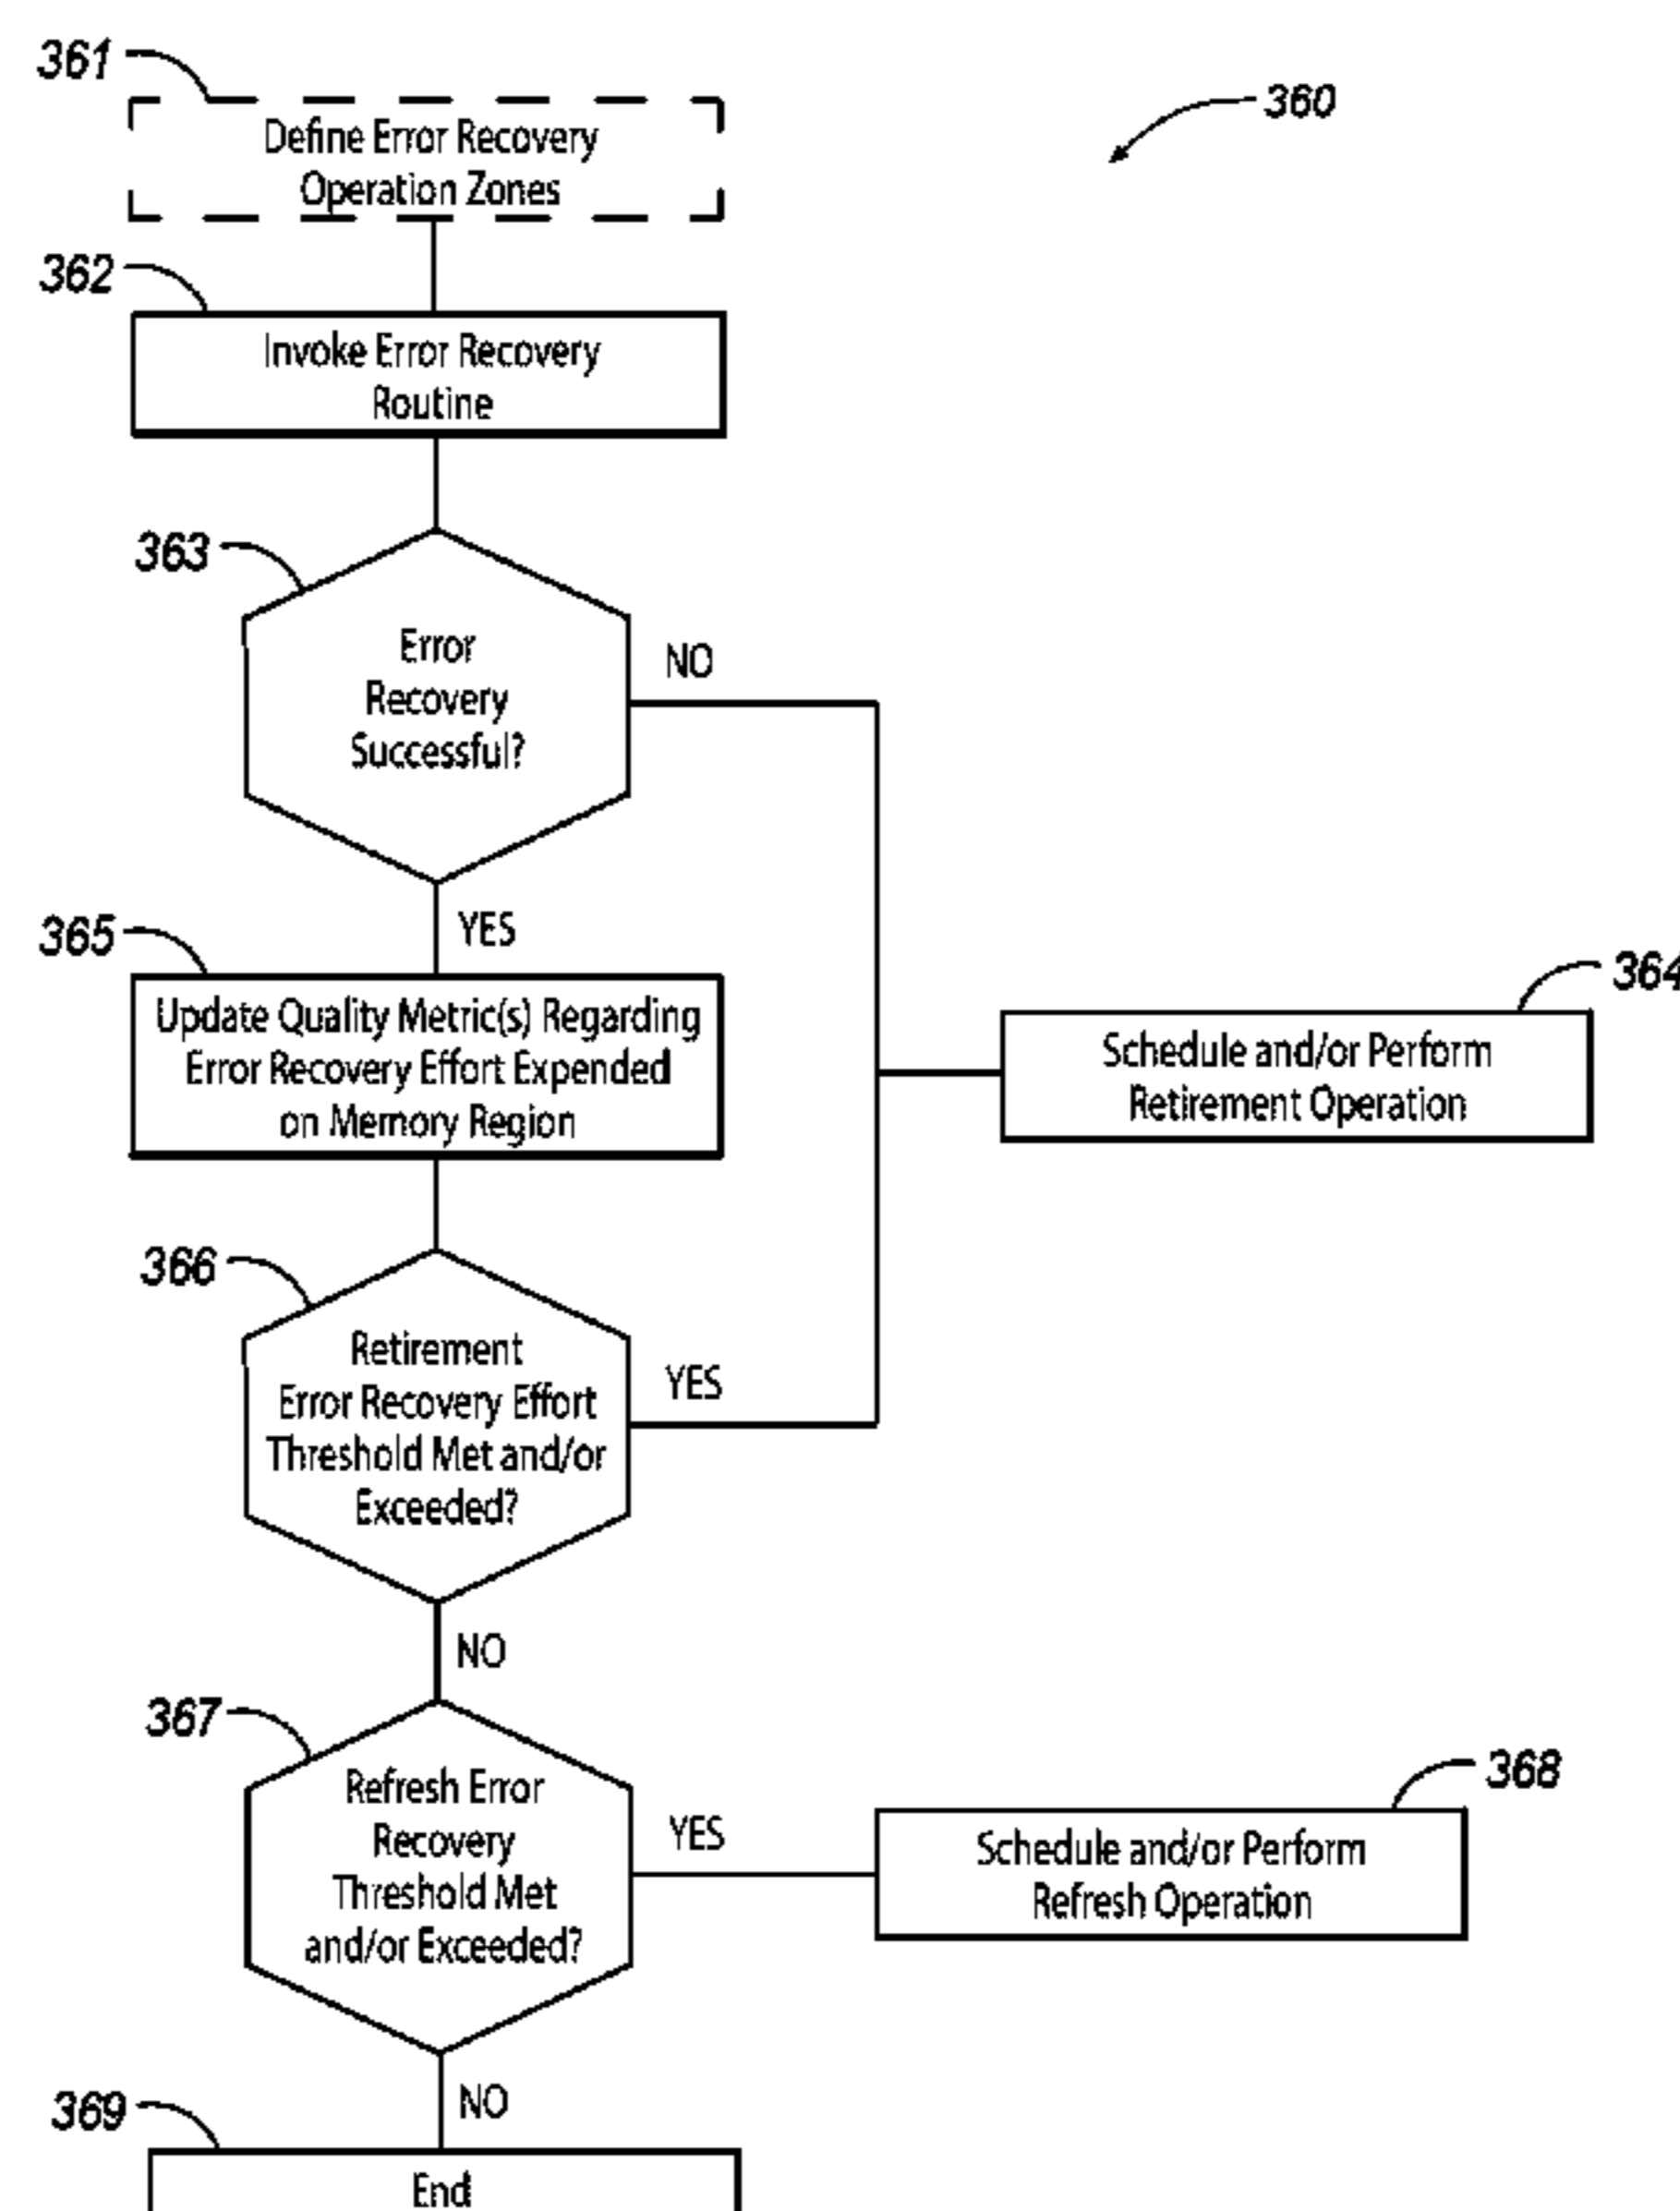 361
360
Define Error Recovery
Operation Zones
362
Invoke Error Recovery
Routine
363
Error
Recovery
Successful?
NO
YES
365
Update Quality Metric(s) Regarding
Error Recovery Effort Expended
on Memory Region
364
Schedule and/or Perform
Retirement Operation
366
Retirement
Error Recovery Effort
Threshold Met and/or
Exceeded?
YES
NO
367
Refresh Error
Recovery
Threshold Met
and/or Exceeded?
YES
368
Schedule and/or Perform
Refresh Operation
NO
369
End